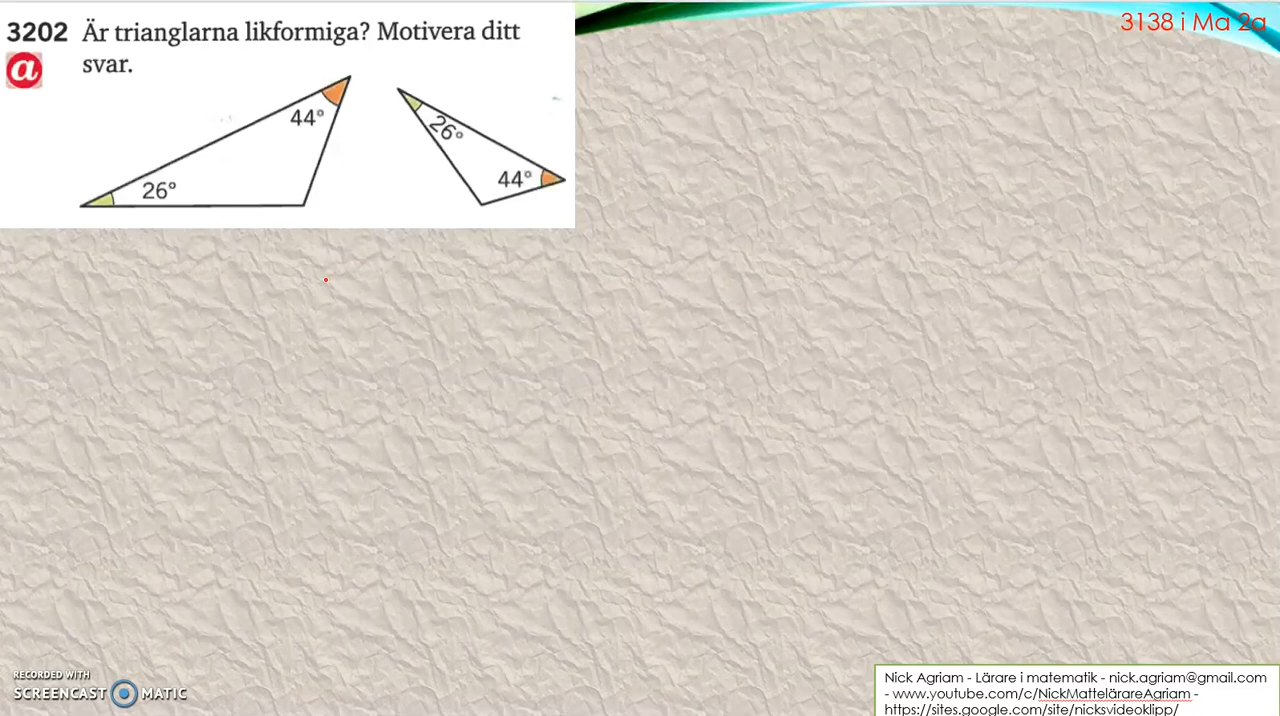 3202 Är trianglarna likformiga? Motivera ditt
svar.
a
44°
26°
26°
44°
3138 i Ma 2a
RECORDED WITH
SCREENCAST MATIC
Nick Agriam - Lärare i matematik - nick.agriam@gmail.com
- www.youtube.com/c/NickMattelärareAgriam -
https://sites.google.com/site/nicksvideoklipp/